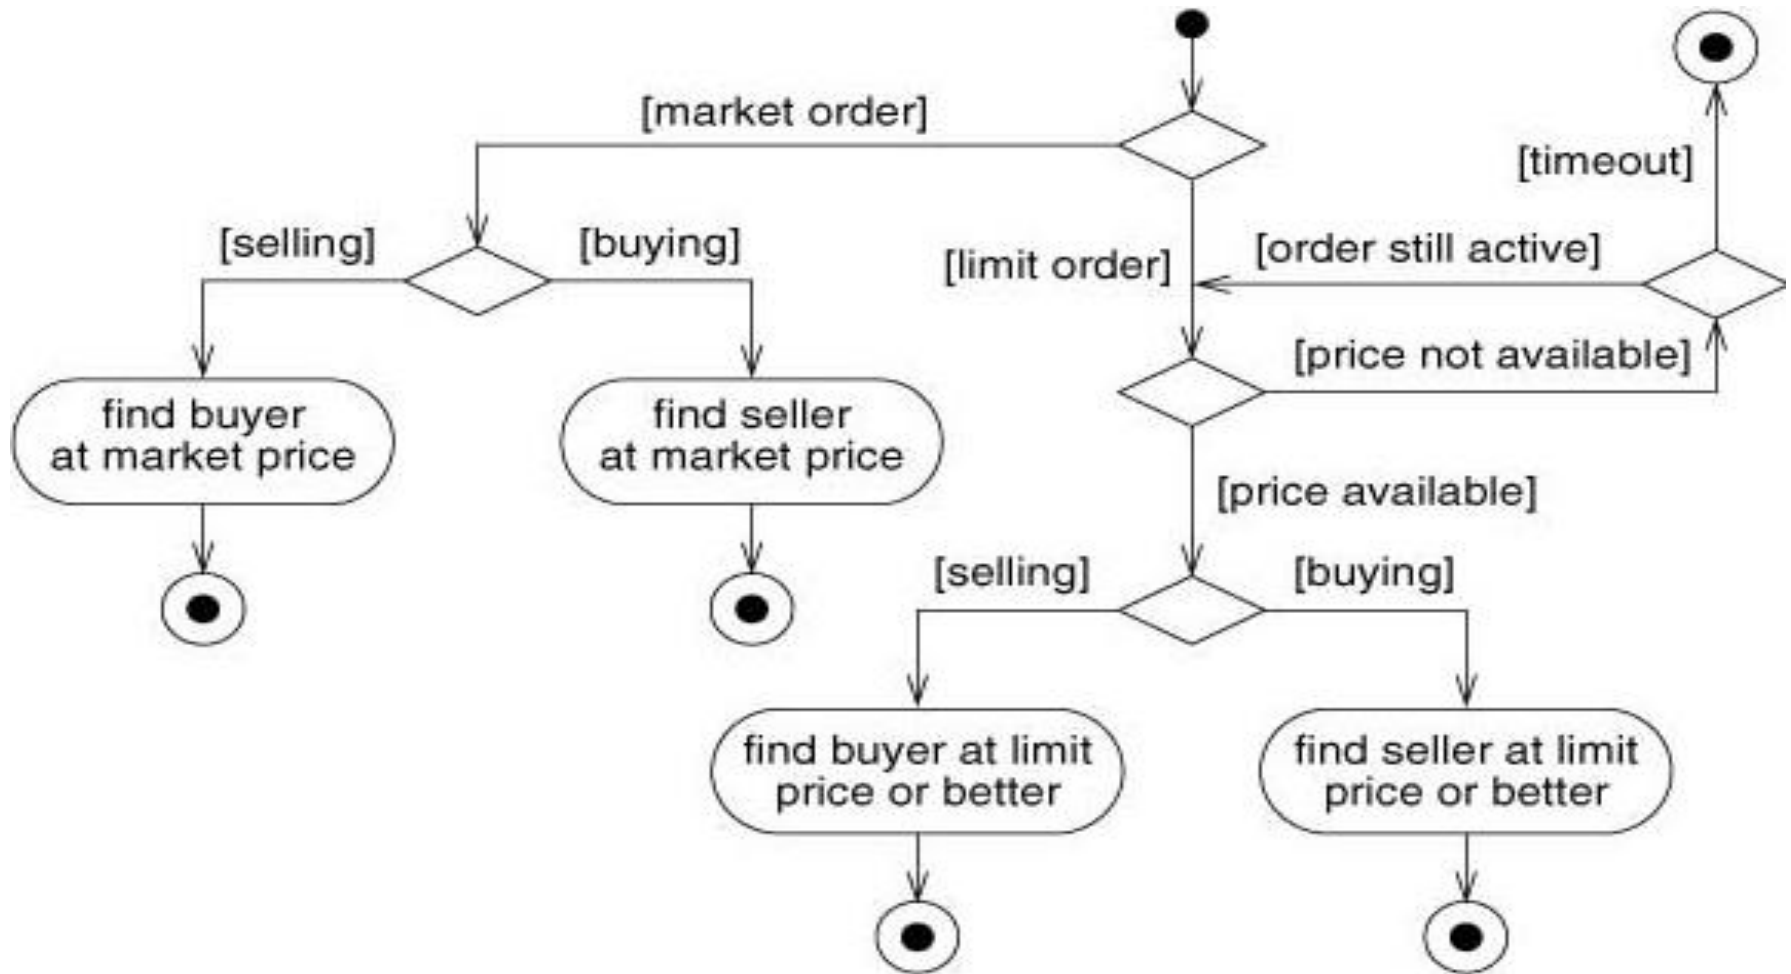 [market order]
[timeout]
[selling]
[buying]
[limit order]
[order still active]
[price not available]
find buyer
at market price
find seller
at market price
[price available]
[selling]
[buying]
find buyer at limit
price or better
find seller at limit
price or better